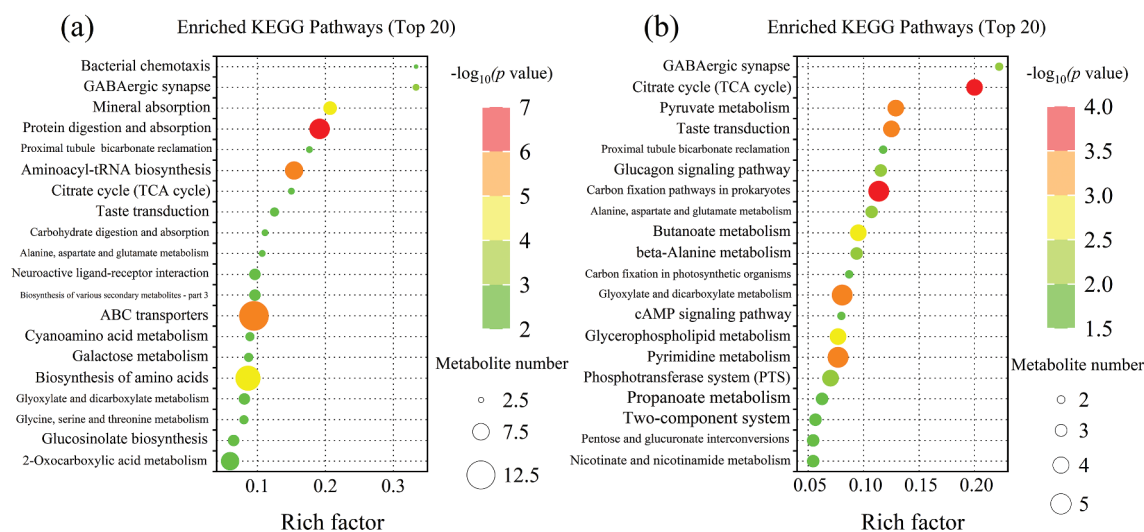 (a)
Enriched KEGG Pathways (Top 20)
Bacterial chemotaxis
GABAergic synapse
Mineral absorption
Protein digestion and absorption
Proximal tubule bicarbonate reclamation
Aminoacyl-tRNA biosynthesis
Citrate cycle (TCA cycle)
Taste transduction
Carbohydrate digestion and absorption
Alanine, aspartate and glutamate metabolism
Neuroactive ligand-receptor interaction
Biosynthesis of various secondary metabolites - part 3
ABC transporters
Cyanoamino acid metabolism
Galactose metabolism
Biosynthesis of amino acids
Glyoxylate and dicarboxylate metabolism
Glycine, serine and threonine metabolism
Glucosinolate biosynthesis
2-Oxocarboxylic acid metabolism
0.1 0.2 0.3
Rich factor
-log10(p value)
7
6
5
4
3
2
Metabolite number
2.5
7.5
12.5
(b)
Enriched KEGG Pathways (Top 20)
GABAergic synapse
Citrate cycle (TCA cycle)
Pyruvate metabolism
Taste transduction
Proximal tubule bicarbonate reclamation
Glucagon signaling pathway
Carbon fixation pathways in prokaryotes
Alanine, aspartate and glutamate metabolism
Butanoate metabolism
beta-Alanine metabolism
Carbon fixation in photosynthetic organisms
Glyoxylate and dicarboxylate metabolism
cAMP signaling pathway
Glycerophospholipid metabolism
Pyrimidine metabolism
Phosphotransferase system (PTS)
Propanoate metabolism
Two-component system
Pentose and glucuronate interconversions
Nicotinate and nicotinamide metabolism
0.05 0.10 0.15 0.20
Rich factor
-log10(p value)
4.0
3.5
3.0
2.5
2.0
1.5
Metabolite number
2
3
4
5